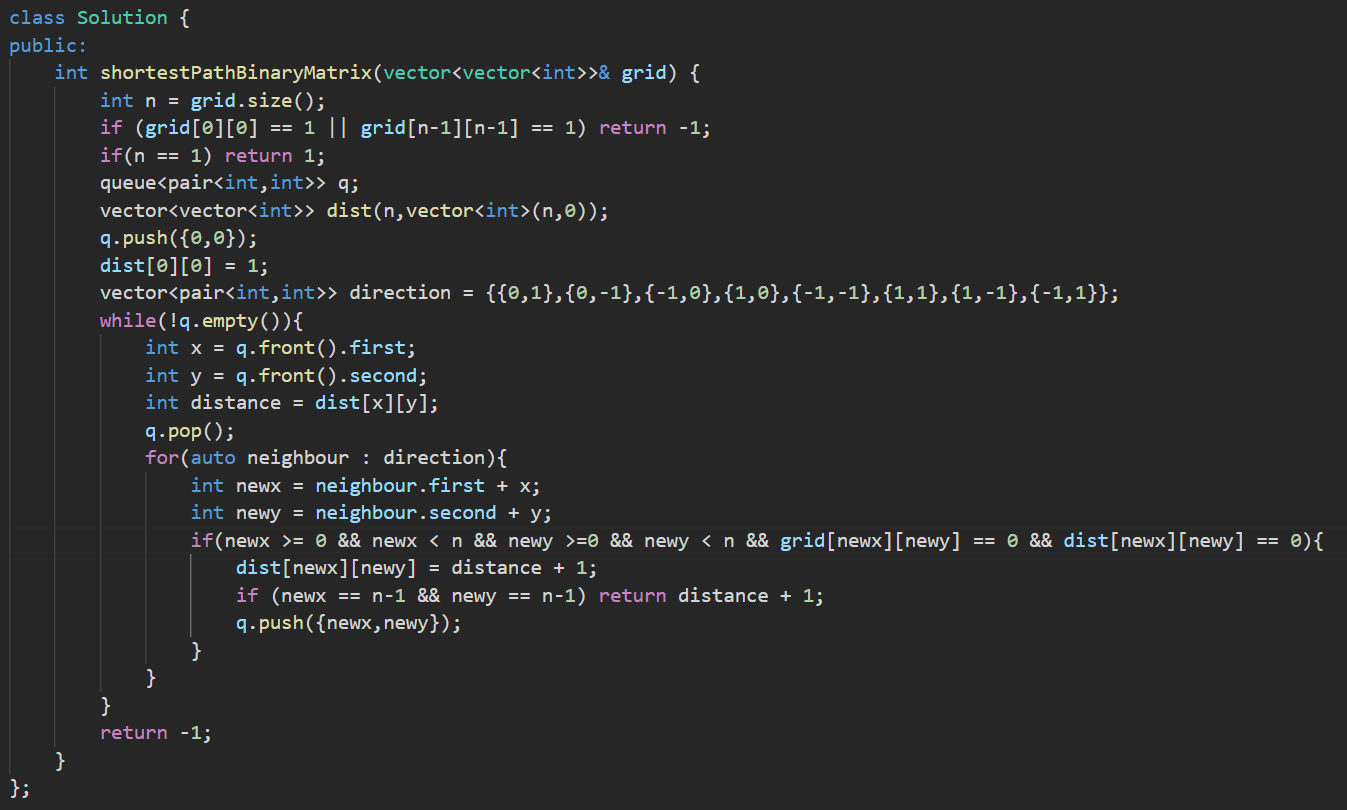 class Solution {
public:
    int shortestPathBinaryMatrix(vector<vector<int>>& grid) {
        int n = grid.size();
        if (grid[0][0] == 1 || grid[n-1][n-1] == 1) return -1;
        if(n == 1) return 1;
        queue<pair<int,int>> q;
        vector<vector<int>> dist(n,vector<int>(n,0));
        q.push({0,0});
        dist[0][0] = 1;
        vector<pair<int,int>> direction = {{0,1},{0,-1},{-1,0},{1,0},{-1,-1},{1,1},{1,-1},{-1,1}};
        while(!q.empty()){
            int x = q.front().first;
            int y = q.front().second;
            int distance = dist[x][y];
            q.pop();
            for(auto neighbour : direction){
                int newx = neighbour.first + x;
                int newy = neighbour.second + y;
                if(newx >= 0 && newx < n && newy >=0 && newy < n && grid[newx][newy] == 0 && dist[newx][newy] == 0){
                    dist[newx][newy] = distance + 1;
                    if (newx == n-1 && newy == n-1) return distance + 1;
                    q.push({newx,newy});
                }
            }
        }
        return -1;
    }
};